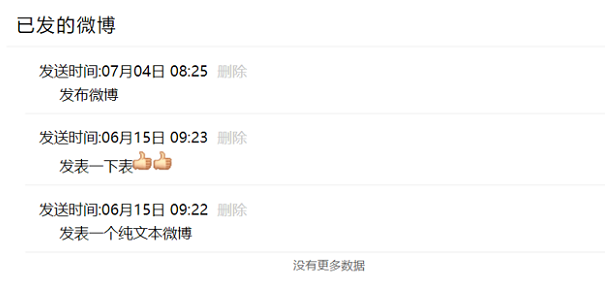 已发的微博
发送时间:07月04日 08:25 删除
发布微博
发送时间:06月15日 09:23 删除
发表一下表👍👍
发送时间:06月15日 09:22 删除
发表一个纯文本微博
没有更多数据